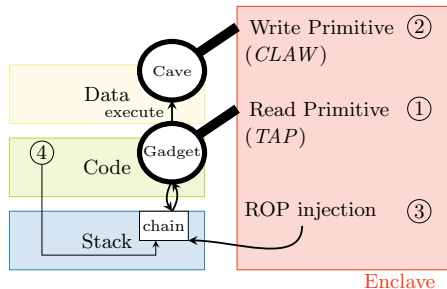 Write Primitive ②
(CLAW)
Cave
Data
execute
Read Primitive ①
(TAP)
Gadget
④
Code
ROP injection ③
chain
Stack
Enclave